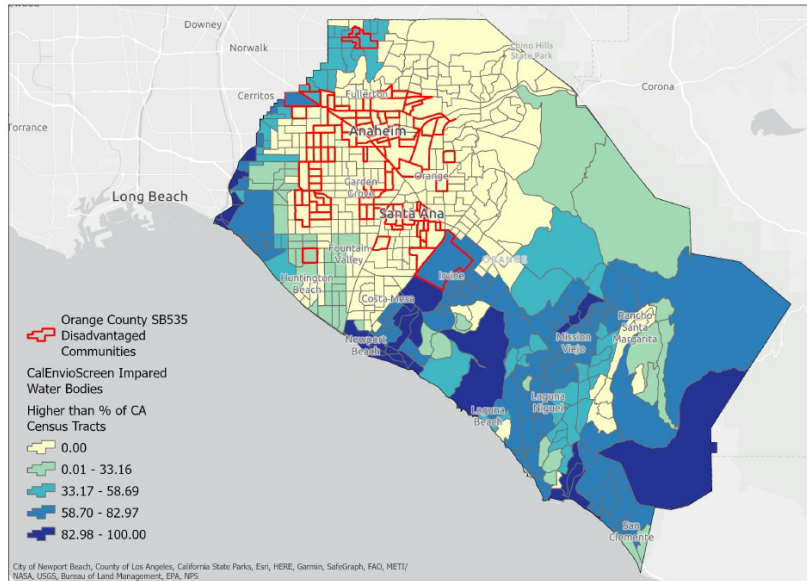 Downey
Norwalk
Chino Hills
State Park
Corona
Cerritos
Fullerton
Torrance
Anaheim
Long Beach
Garden
Grove
Orange
Santa Ana
Fountain
Valley
ORANGE
Irvine
Huntington
Beach
Costa Mesa
Newport
Beach
Mission
Viejo
Rancho
Santa
Margarita
Laguna
Beach
Laguna
Niguel
San
Clemente
Orange County SB535
Disadvantaged
Communities
CalEnvioScreen Impared
Water Bodies
Higher than % of CA
Census Tracts
0.00
0.01 - 33.16
33.17 - 58.69
58.70 - 82.97
82.98 - 100.00
City of Newport Beach, County of Los Angeles, California State Parks, Esri, HERE, Garmin, SafeGraph, FAO, METI/
NASA, USGS, Bureau of Land Management, EPA, NPS